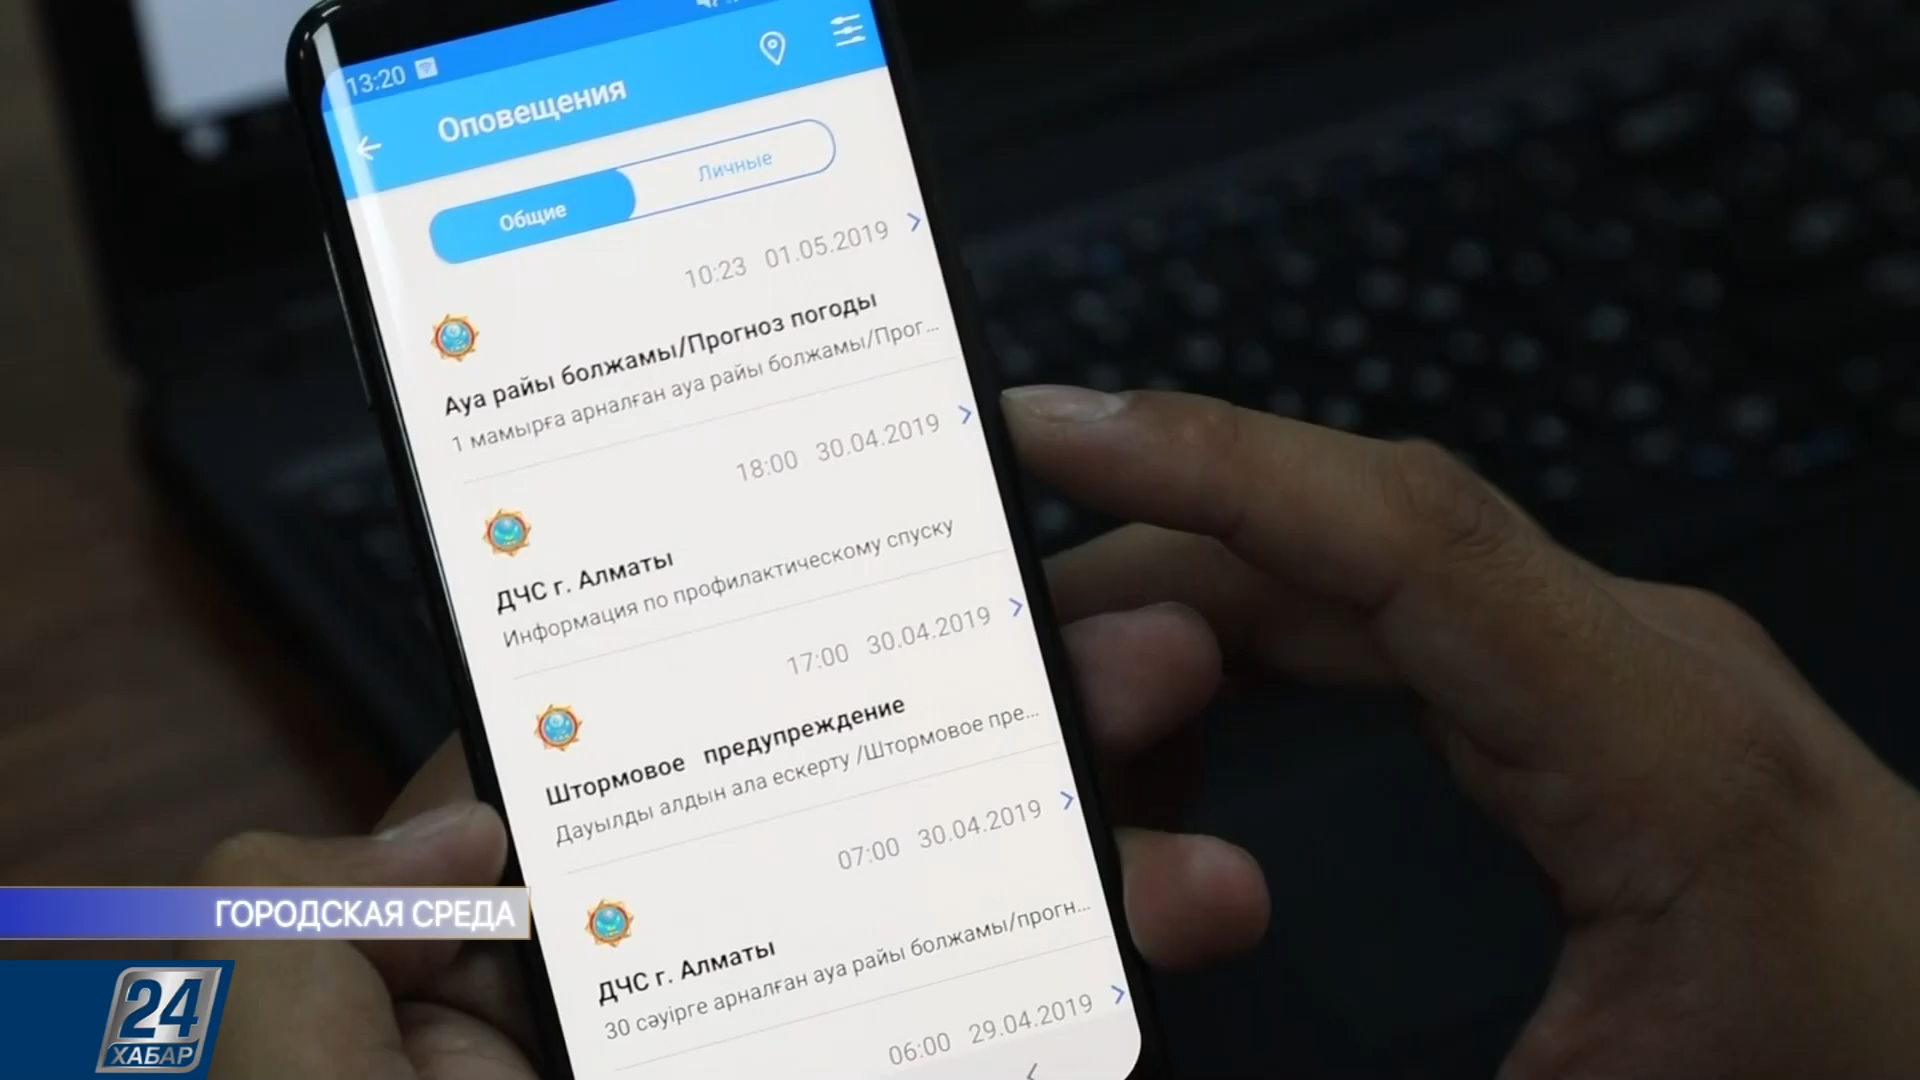 13:20
Оповещения
Общие
Личные
10:23 01.05.2019
Ауа райы болжамы/Прогноз погоды
1 мамырға арналған ауа райы болжамы/Прог...
18:00 30.04.2019
ДЧС г. Алматы
Информация по профилактическому спуску
17:00 30.04.2019
Штормовое предупреждение
Дауылды алдын ала ескерту /Штормовое пре...
07:00 30.04.2019
ДЧС г. Алматы
30 сәуірге арналған ауа райы болжамы/прогн...
06:00 29.04.2019
ГОРОДСКАЯ СРЕДА
24
ХАБАР